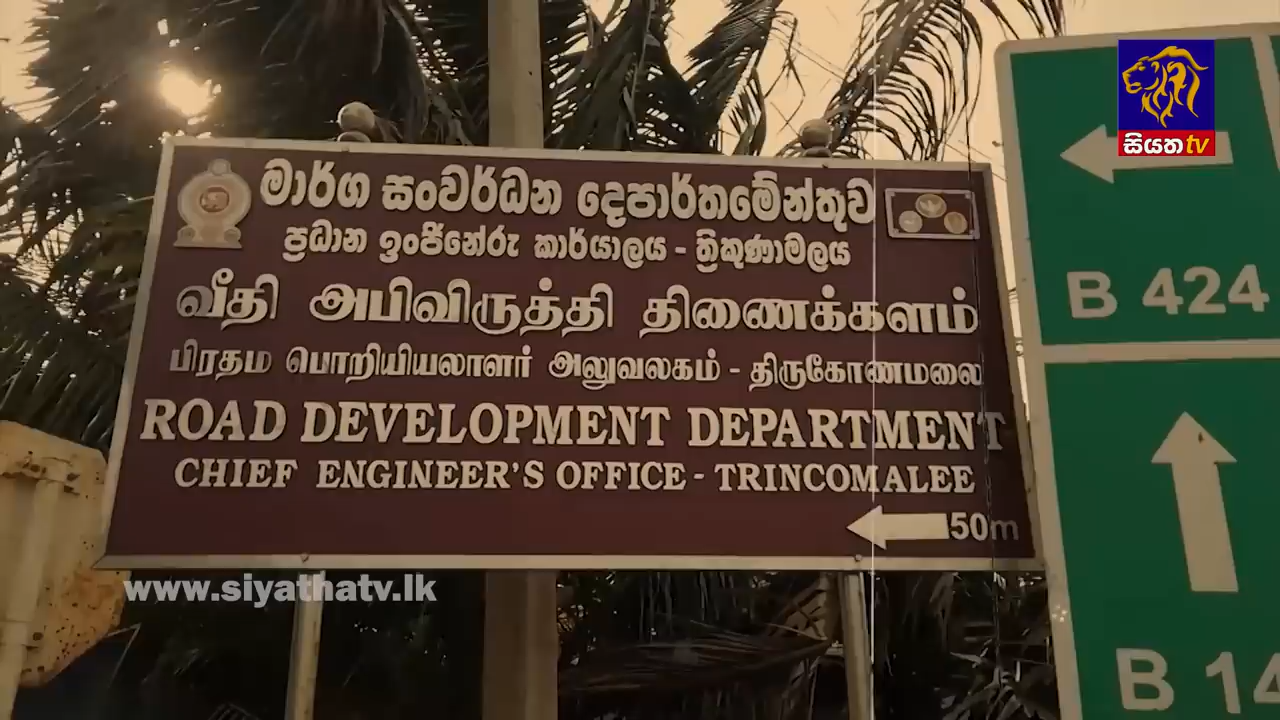 සියත tv
මාර්ග සංවර්ධන දෙපාර්තමේන්තුව
ප්‍රධාන ඉංජිනේරු කාර්යාලය - ත්‍රිකුණාමලය
வீதி அபிவிருத்தி திணைக்களம்
பிரதம பொறியியலாளர் அலுவலகம் - திருகோணமலை
ROAD DEVELOPMENT DEPARTMENT
CHIEF ENGINEER'S OFFICE - TRINCOMALEE
50m
B 424
B 14
www.siyathatv.lk